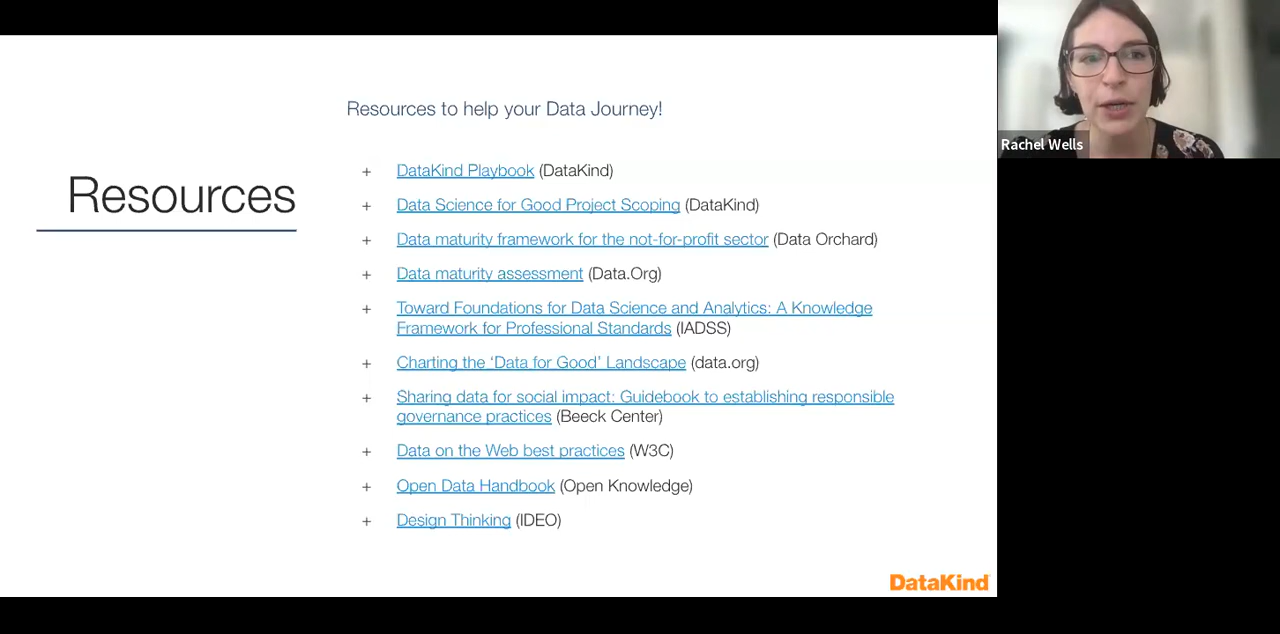 Resources to help your Data Journey!
Resources
+ DataKind Playbook (DataKind)
+ Data Science for Good Project Scoping (DataKind)
+ Data maturity framework for the not-for-profit sector (Data Orchard)
+ Data maturity assessment (Data.Org)
+ Toward Foundations for Data Science and Analytics: A Knowledge
Framework for Professional Standards (IADSS)
+ Charting the ‘Data for Good’ Landscape (data.org)
+ Sharing data for social impact: Guidebook to establishing responsible
governance practices (Beeck Center)
+ Data on the Web best practices (W3C)
+ Open Data Handbook (Open Knowledge)
+ Design Thinking (IDEO)
DataKind
Rachel Wells